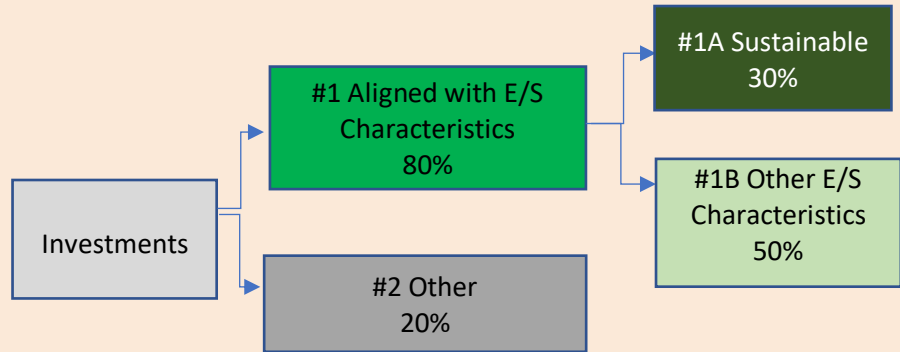 Investments
#1 Aligned with E/S
Characteristics
80%
#2 Other
20%
#1A Sustainable
30%
#1B Other E/S
Characteristics
50%